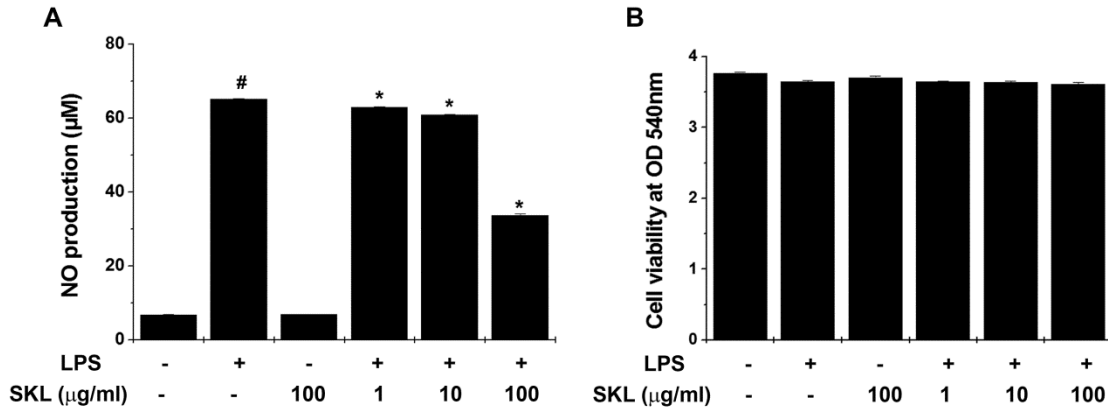 A
80
60
40
20
0
NO production (µM)
#
*
*
*
LPS - + - + + +
SKL (µg/ml) - - 100 1 10 100
B
4
3
2
1
0
Cell viability at OD 540nm
LPS - + - + + +
SKL (µg/ml) - - 100 1 10 100